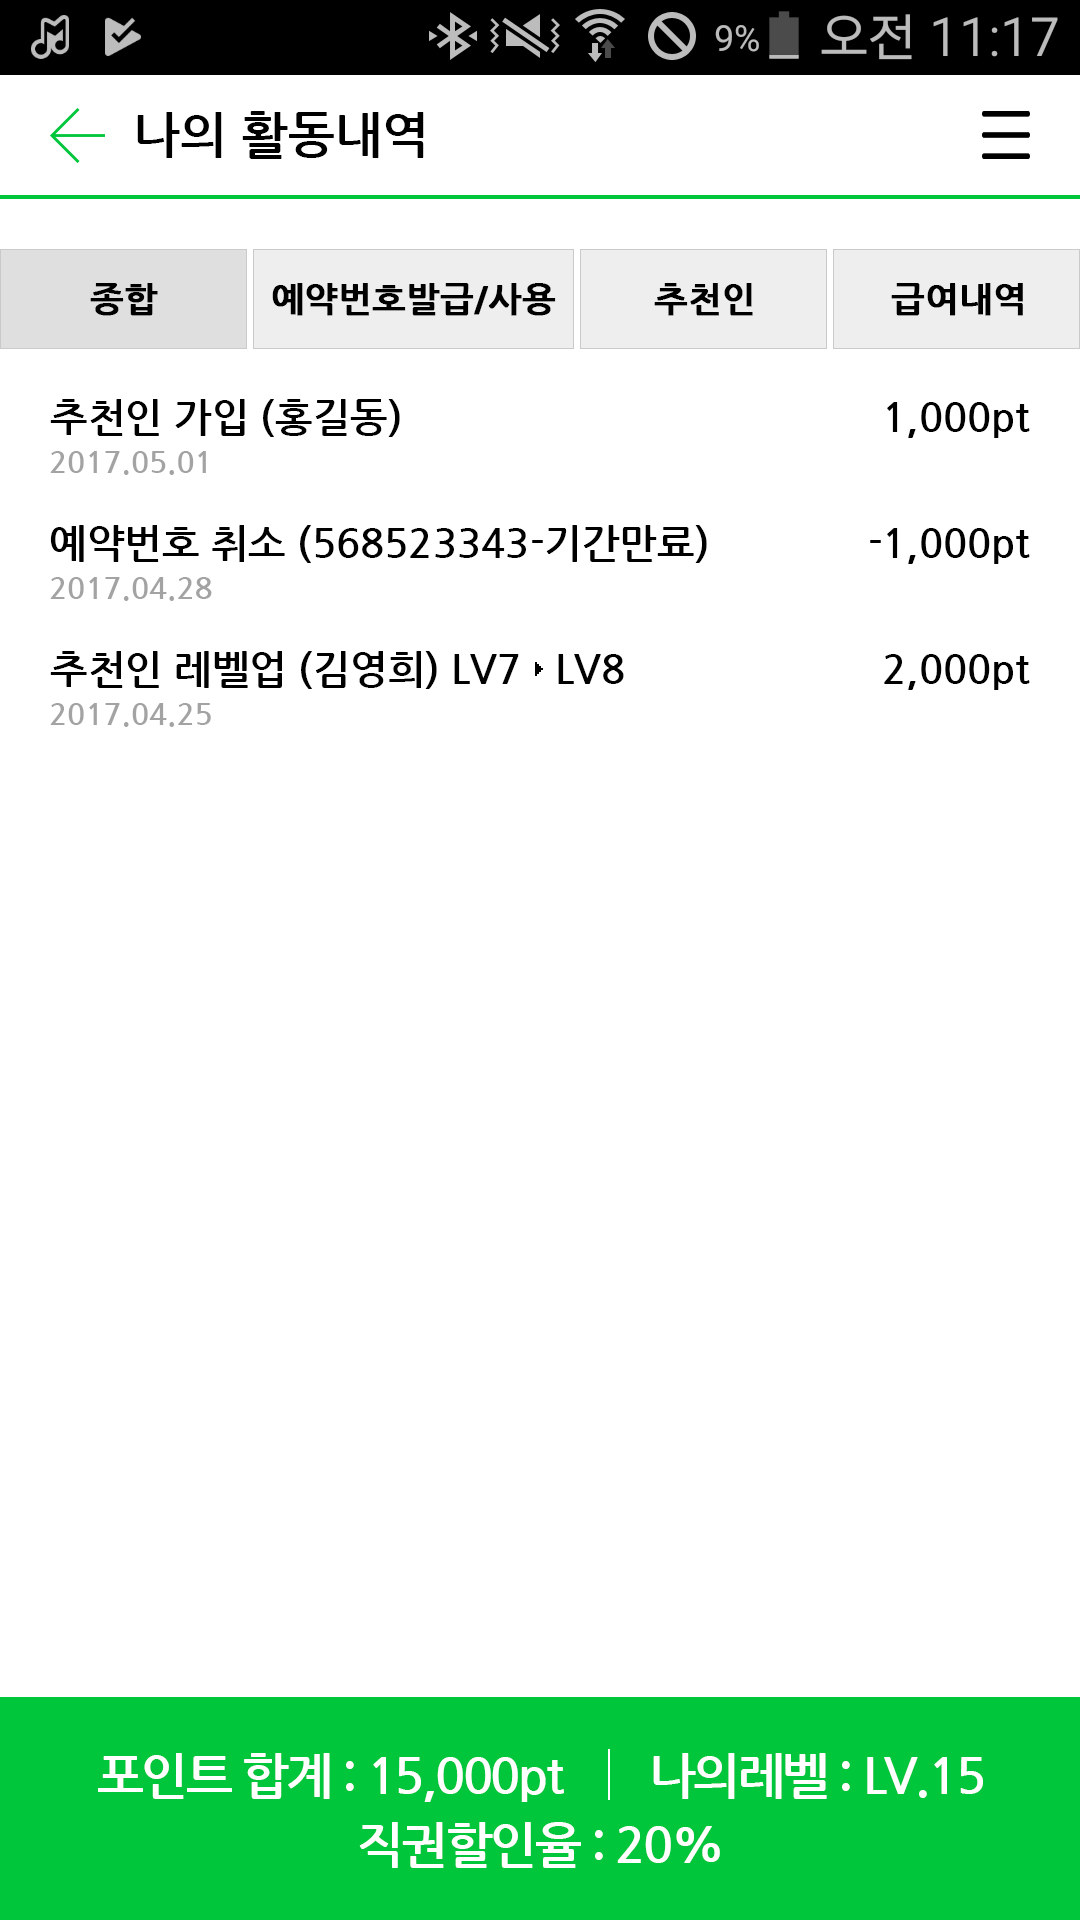 9% 오전 11:17
나의 활동내역
종합 예약번호발급/사용 추천인 급여내역
추천인 가입 (홍길동) 1,000pt
2017.05.01
예약번호 취소 (568523343-기간만료) -1,000pt
2017.04.28
추천인 레벨업 (김영희) LV7 ▸ LV8 2,000pt
2017.04.25
포인트 합계 : 15,000pt | 나의레벨 : LV.15
직권할인율 : 20%